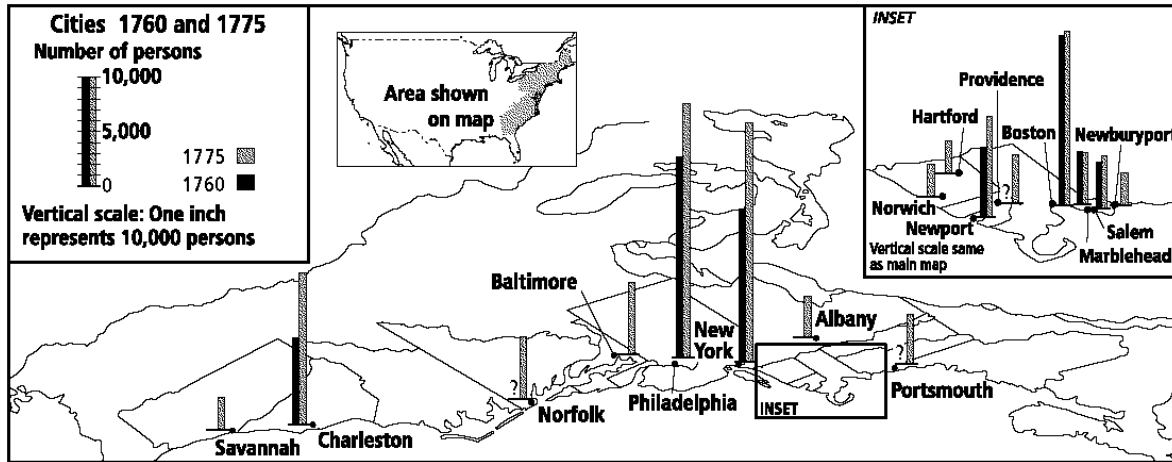 Cities 1760 and 1775
Number of persons
10,000
5,000
0
1775
1760
Vertical scale: One inch
represents 10,000 persons
Area shown
on map
INSET
Providence
Hartford
Boston
Newburyport
?
Norwich
Newport
Salem
Marblehead
Vertical scale same
as main map
Baltimore
New
York
Albany
?
?
Norfolk
Philadelphia
INSET
Portsmouth
Savannah
Charleston